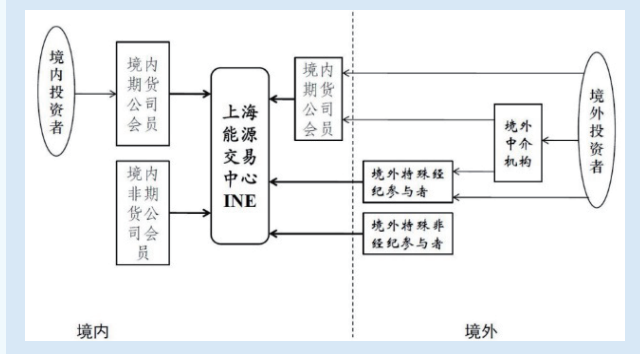 境
内
投
资
者
境内
期货
公司
会员
境内
非期
货公
司会
员
上海
能源
交易
中心
INE
境内
期货
公司
会员
境外
中介
机构
境外特殊经
纪参与者
境外特殊非
经纪参与者
境
外
投
资
者
境内
境外